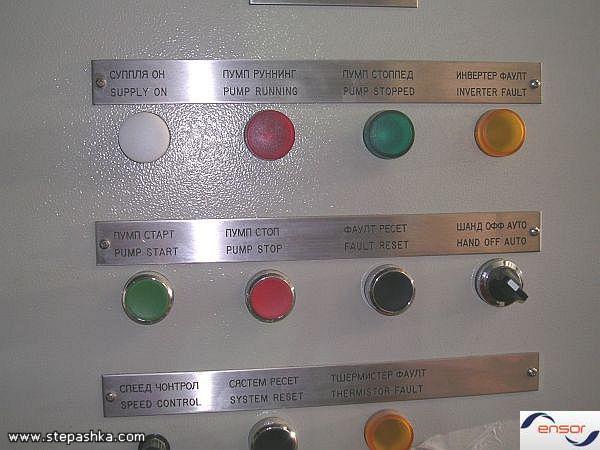 СУППЛЯ ОН ПУМП РУННИНГ ПУМП СТОППЕД ИНВЕРТЕР ФАУЛТ
SUPPLY ON PUMP RUNNING PUMP STOPPED INVERTER FAULT
ПУМП СТАРТ ПУМП СТОП ФАУЛТ РЕСЕТ ШАНД ОФФ АУТО
PUMP START PUMP STOP FAULT RESET HAND OFF AUTO
СПЕЕД ЧОНТРОЛ СЯСТЕМ РЕСЕТ ТШЕРМИСТЕР ФАУЛТ
SPEED CONTROL SYSTEM RESET THERMISTOR FAULT
www.stepashka.com
ensor